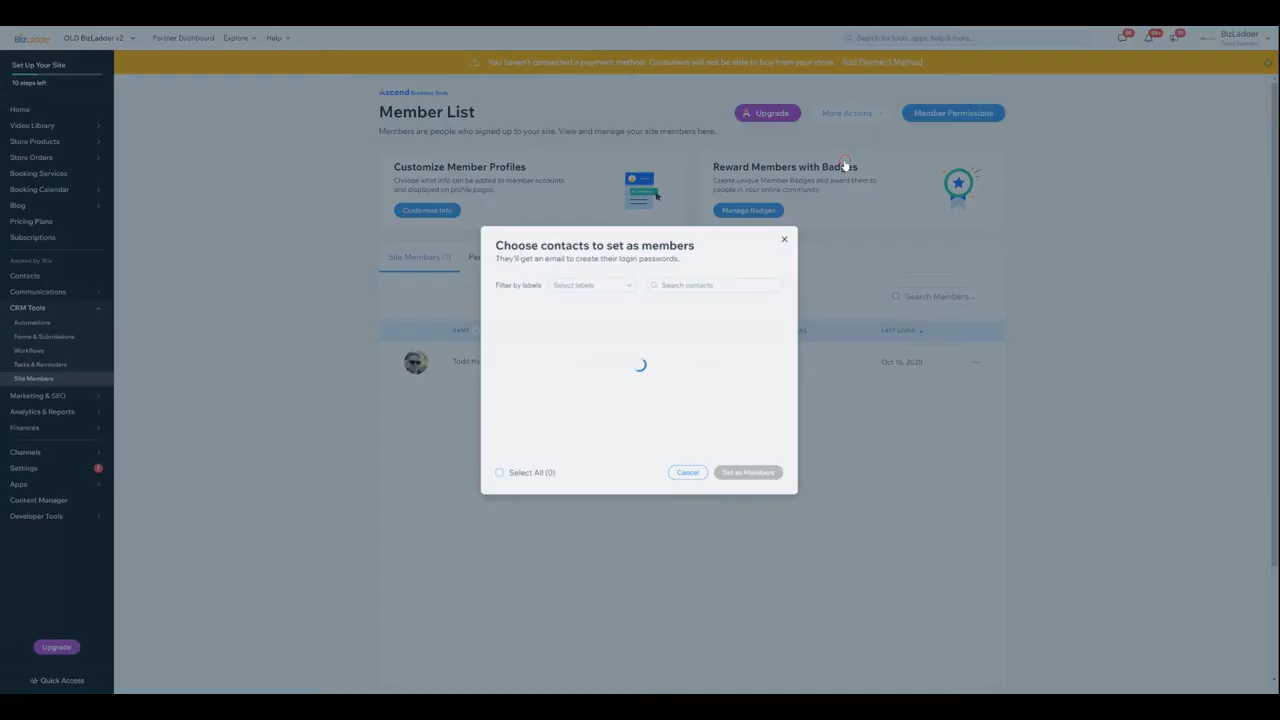 BizLadder
OLD BizLadder v2
Partner Dashboard
Explore
Help
Search for tools, apps, help & more...
BizLadder
Set Up Your Site
10 steps left
You haven't connected a payment method. Customers will not be able to buy from your store. Add Payment Method
Home
Video Library
Store Products
Store Orders
Booking Services
Booking Calendar
Blog
Pricing Plans
Subscriptions
Ascend by Wix
Contacts
Communications
CRM Tools
Automations
Forms & Submissions
Workflows
Tasks & Reminders
Site Members
Marketing & SEO
Analytics & Reports
Finances
Channels
Settings
Apps
Content Manager
Developer Tools
Upgrade
Quick Access
Ascend Business Tools
Member List
Members are people who signed up to your site. View and manage your site members here.
Upgrade
More Actions
Member Permissions
Customize Member Profiles
Choose what info can be added to member accounts
and displayed on profile pages.
Customize Info
Reward Members with Badges
Create unique Member Badges and award them to
people in your online community.
Manage Badges
Site Members (1)
Search Members...
NAME
LAST LOGIN
Todd
Oct 16, 2020
Choose contacts to set as members
They'll get an email to create their login passwords.
Filter by labels
Select labels
Search contacts
Select All (0)
Cancel
Set as Members